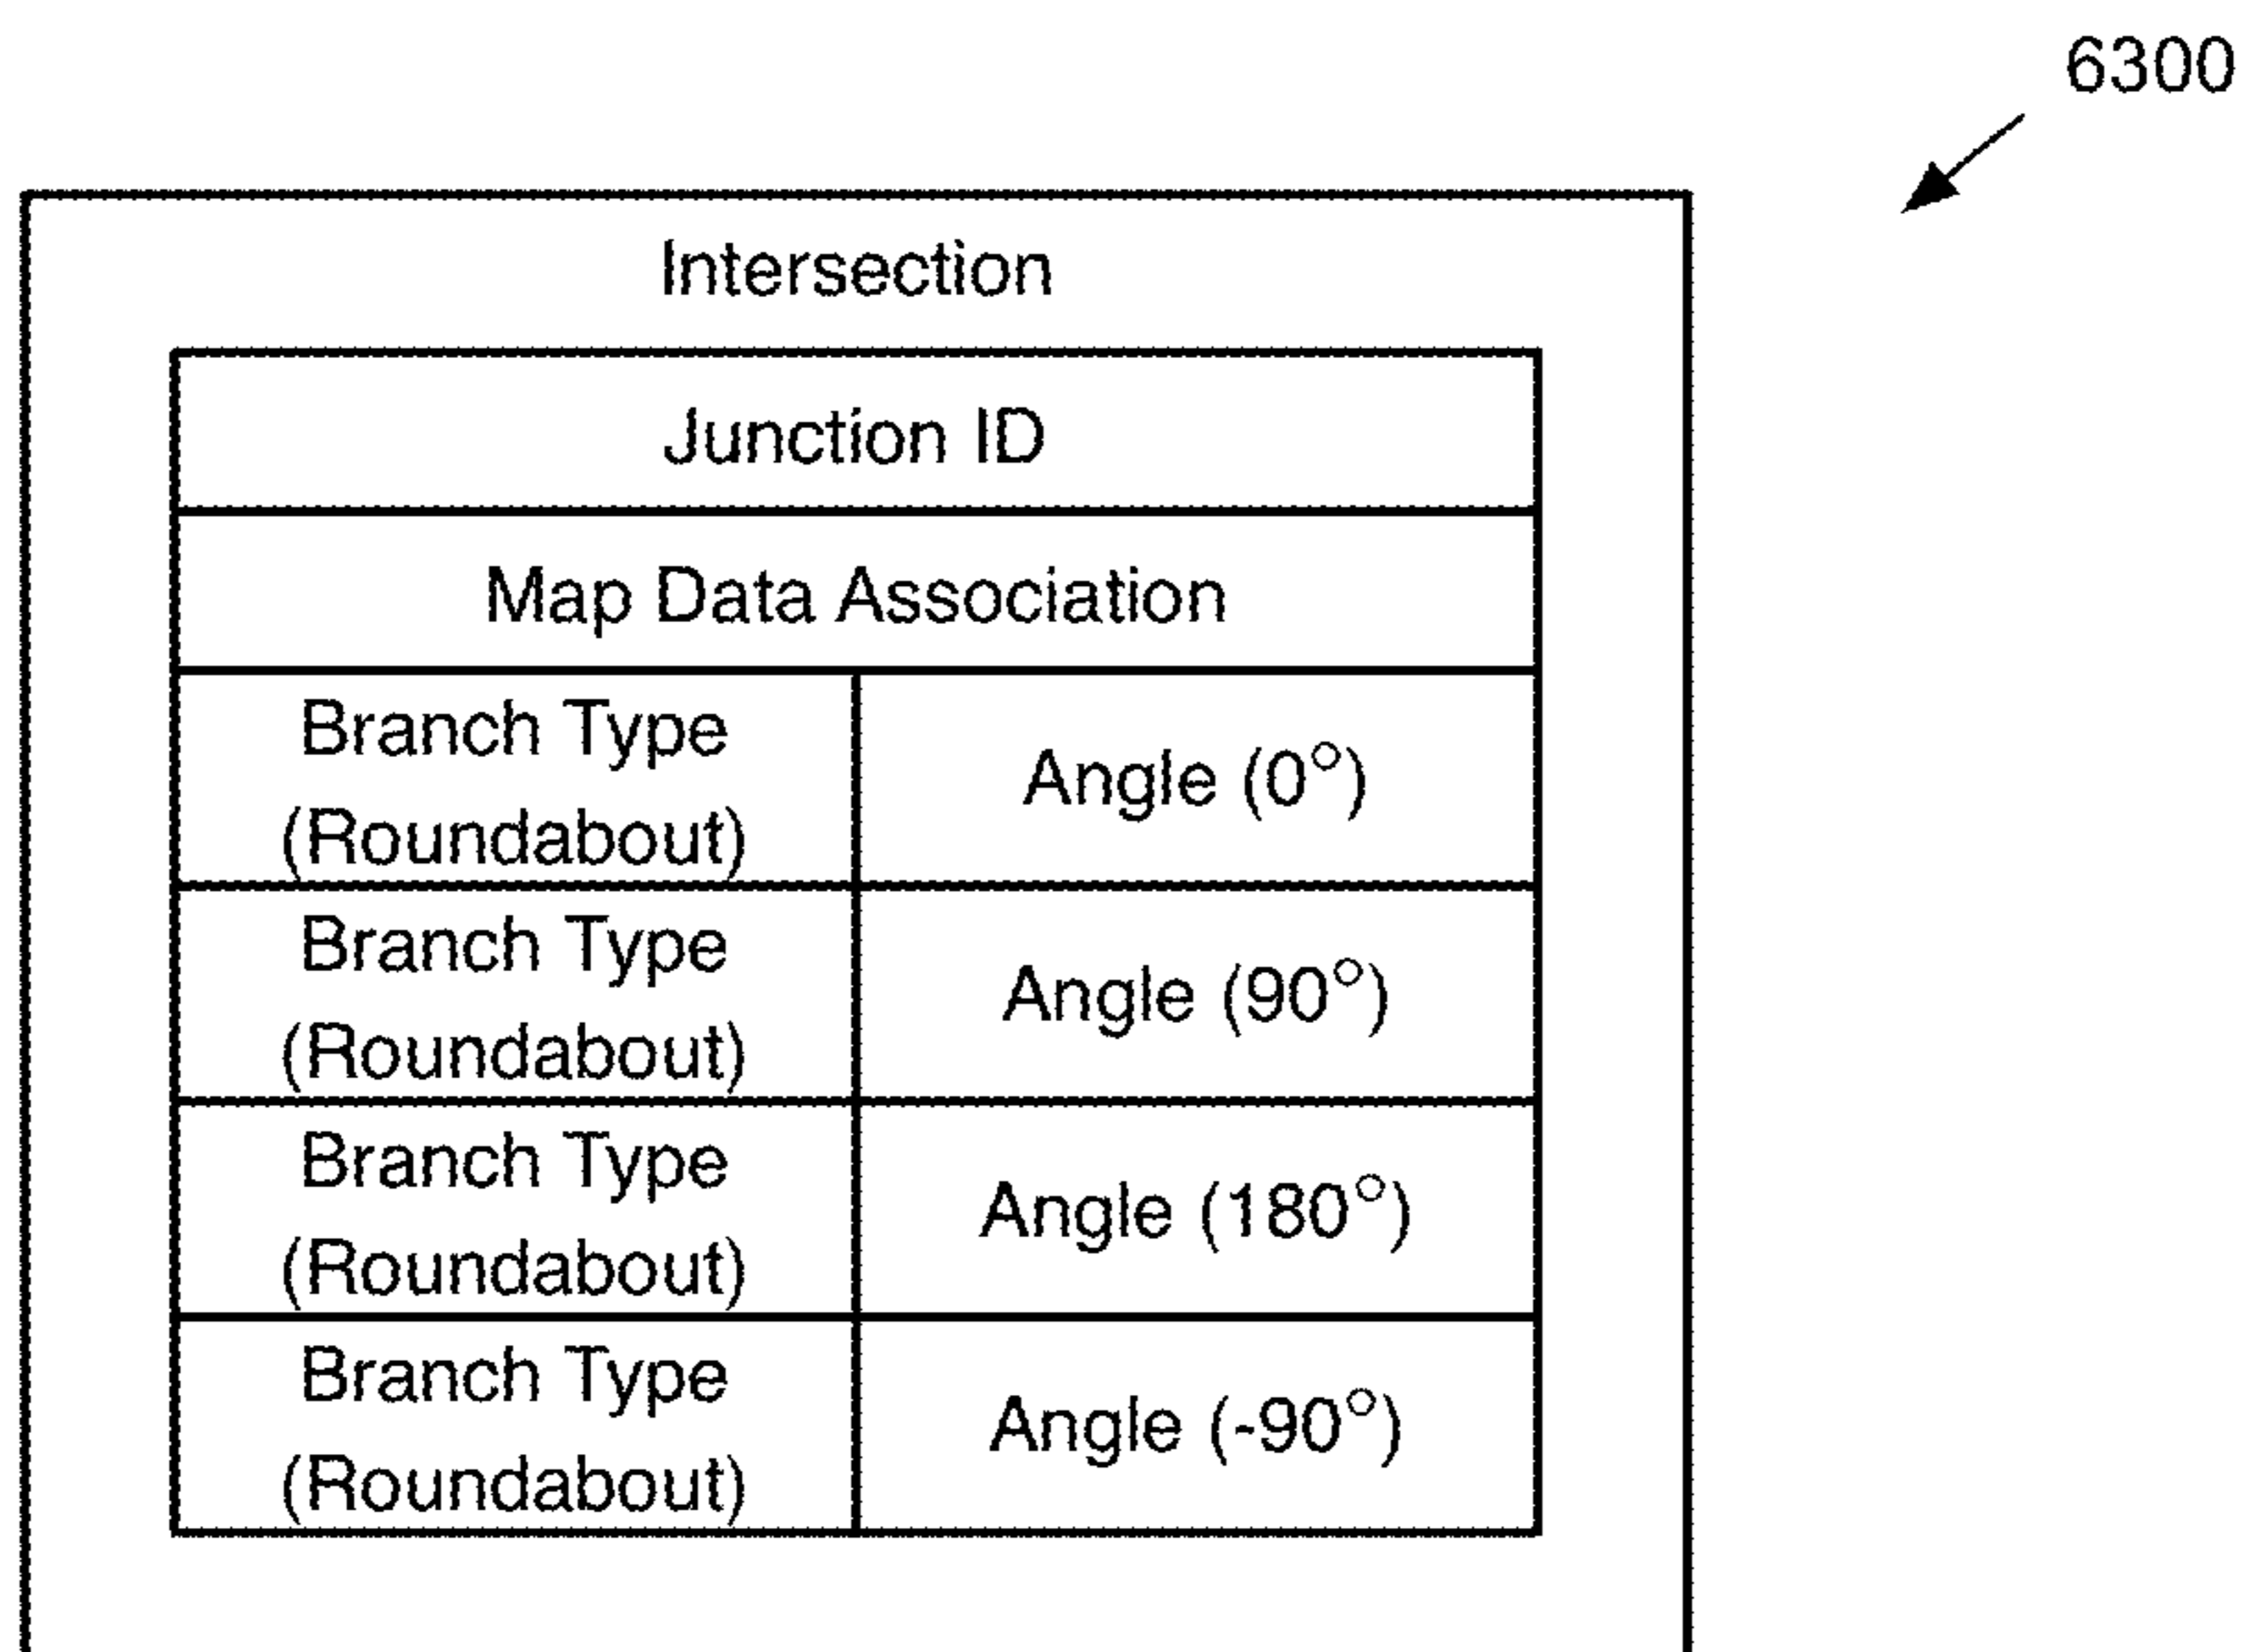 6300
Intersection
Junction ID
Map Data Association
Branch Type
(Roundabout)
Angle (0°)
Branch Type
(Roundabout)
Angle (90°)
Branch Type
(Roundabout)
Angle (180°)
Branch Type
(Roundabout)
Angle (-90°)